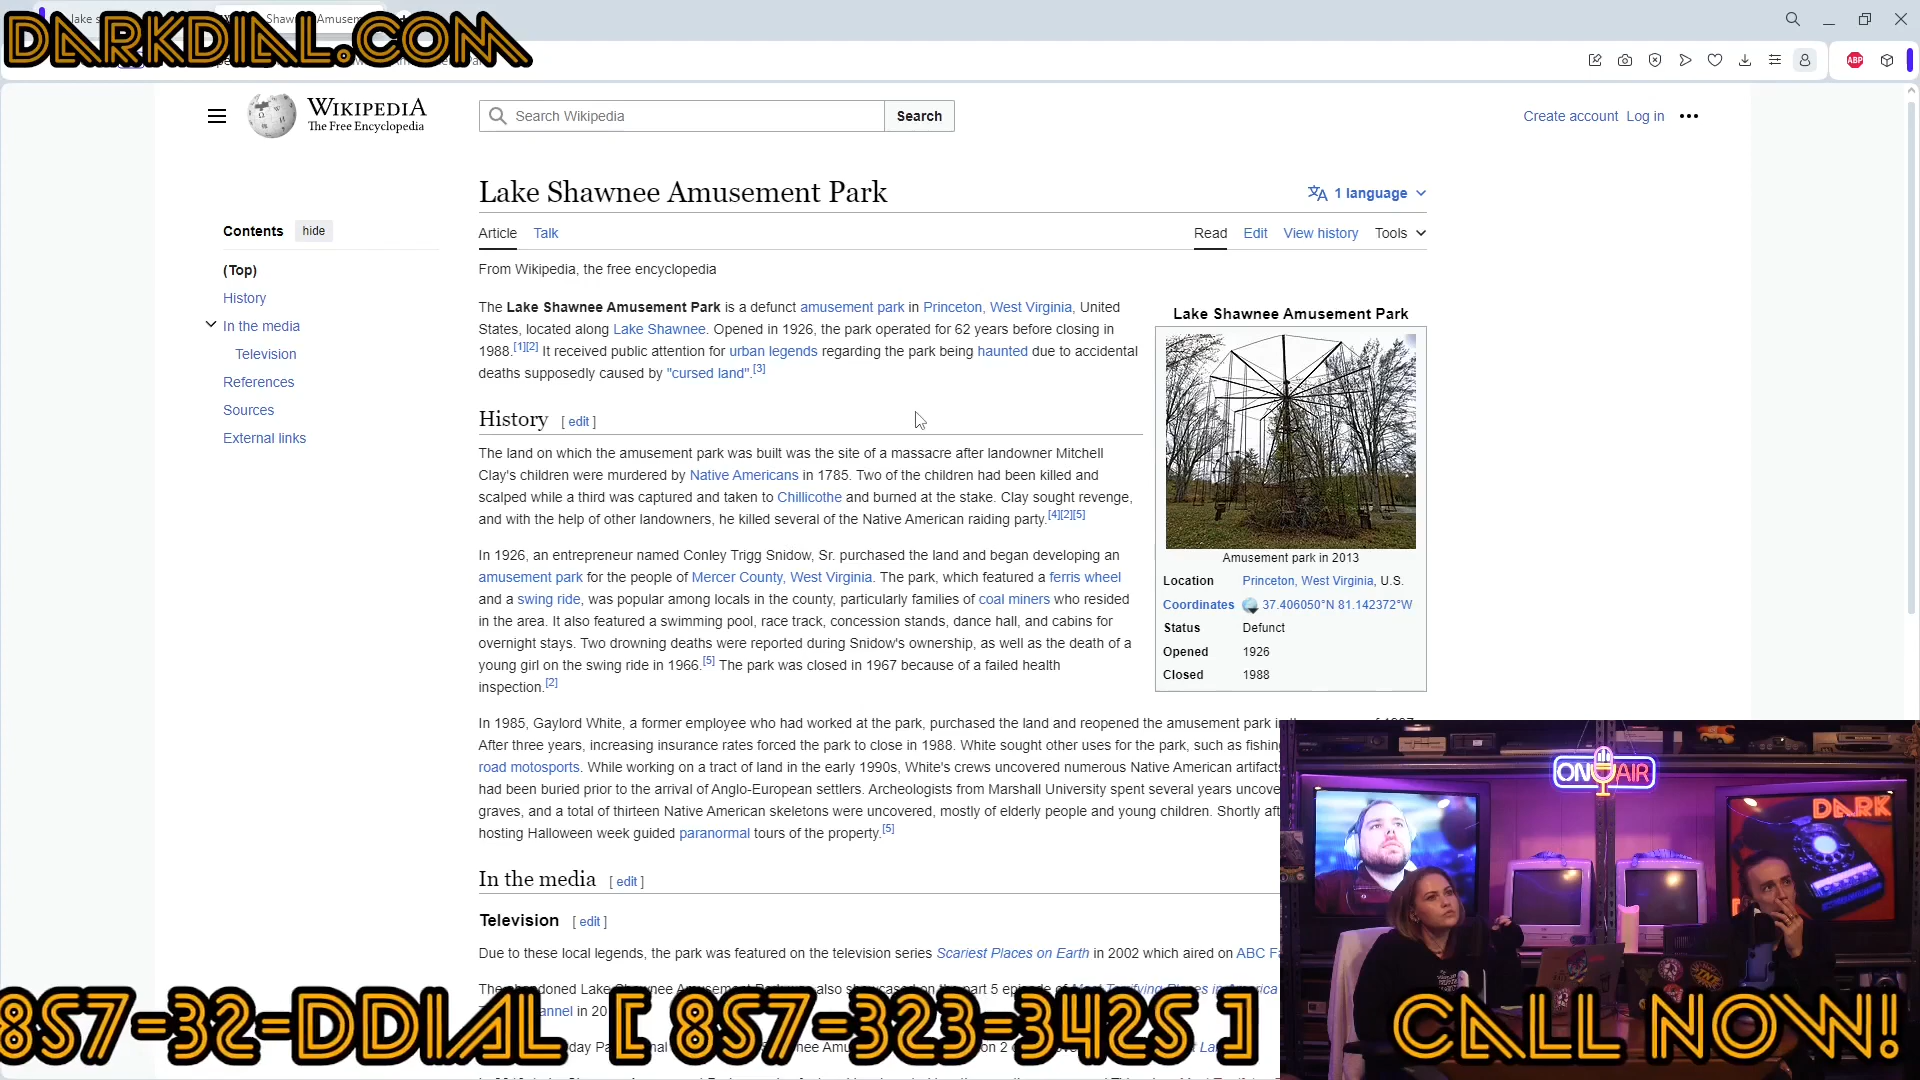 DARKDIAL.COM
WIKIPEDIA
The Free Encyclopedia
Search Wikipedia
Search
Create account Log in
ABP
Lake Shawnee Amusement Park
1 language
Article Talk
Read Edit View history Tools
Contents hide
(Top)
History
In the media
Television
References
Sources
External links
From Wikipedia, the free encyclopedia
The Lake Shawnee Amusement Park is a defunct amusement park in Princeton, West Virginia, United
States, located along Lake Shawnee. Opened in 1926, the park operated for 62 years before closing in
1988.[1][2] It received public attention for urban legends regarding the park being haunted due to accidental
deaths supposedly caused by "cursed land".[3]
Lake Shawnee Amusement Park
Amusement park in 2013
Location Princeton, West Virginia, U.S.
Coordinates 37.406050°N 81.142372°W
Status Defunct
Opened 1926
Closed 1988
History [ edit ]
The land on which the amusement park was built was the site of a massacre after landowner Mitchell
Clay's children were murdered by Native Americans in 1785. Two of the children had been killed and
scalped while a third was captured and taken to Chillicothe and burned at the stake. Clay sought revenge,
and with the help of other landowners, he killed several of the Native American raiding party.[4][2][5]
In 1926, an entrepreneur named Conley Trigg Snidow, Sr. purchased the land and began developing an
amusement park for the people of Mercer County, West Virginia. The park, which featured a ferris wheel
and a swing ride, was popular among locals in the county, particularly families of coal miners who resided
in the area. It also featured a swimming pool, race track, concession stands, dance hall, and cabins for
overnight stays. Two drowning deaths were reported during Snidow's ownership, as well as the death of a
young girl on the swing ride in 1966.[5] The park was closed in 1967 because of a failed health
inspection.[2]
In 1985, Gaylord White, a former employee who had worked at the park, purchased the land and reopened the amusement park
After three years, increasing insurance rates forced the park to close in 1988. White sought other uses for the park, such as fishing
road motosports. While working on a tract of land in the early 1990s, White's crews uncovered numerous Native American artifacts
had been buried prior to the arrival of Anglo-European settlers. Archeologists from Marshall University spent several years
graves, and a total of thirteen Native American skeletons were uncovered, mostly of elderly people and young children. Shortly
hosting Halloween week guided paranormal tours of the property.[5]
In the media [ edit ]
Television [ edit ]
Due to these local legends, the park was featured on the television series Scariest Places on Earth in 2002 which aired on ABC
ON AIR
DARK
857-32-DDIAL [ 857-323-3425 ] CALL NOW!